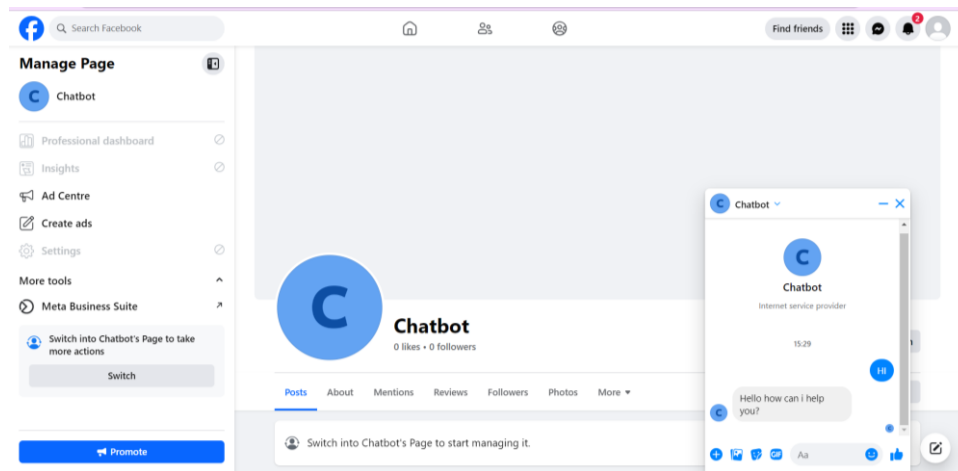 Search Facebook
Find friends
2
Manage Page
C
Chatbot
Professional dashboard
Insights
Ad Centre
Create ads
Settings
More tools
Meta Business Suite
Switch into Chatbot's Page to take
more actions
Switch
Promote
C
Chatbot
0 likes • 0 followers
Posts
About
Mentions
Reviews
Followers
Photos
More
Switch into Chatbot's Page to start managing it.
C
Chatbot
C
Chatbot
Internet service provider
15:29
HI
Hello how can i help
you?
C
GIF
Aa